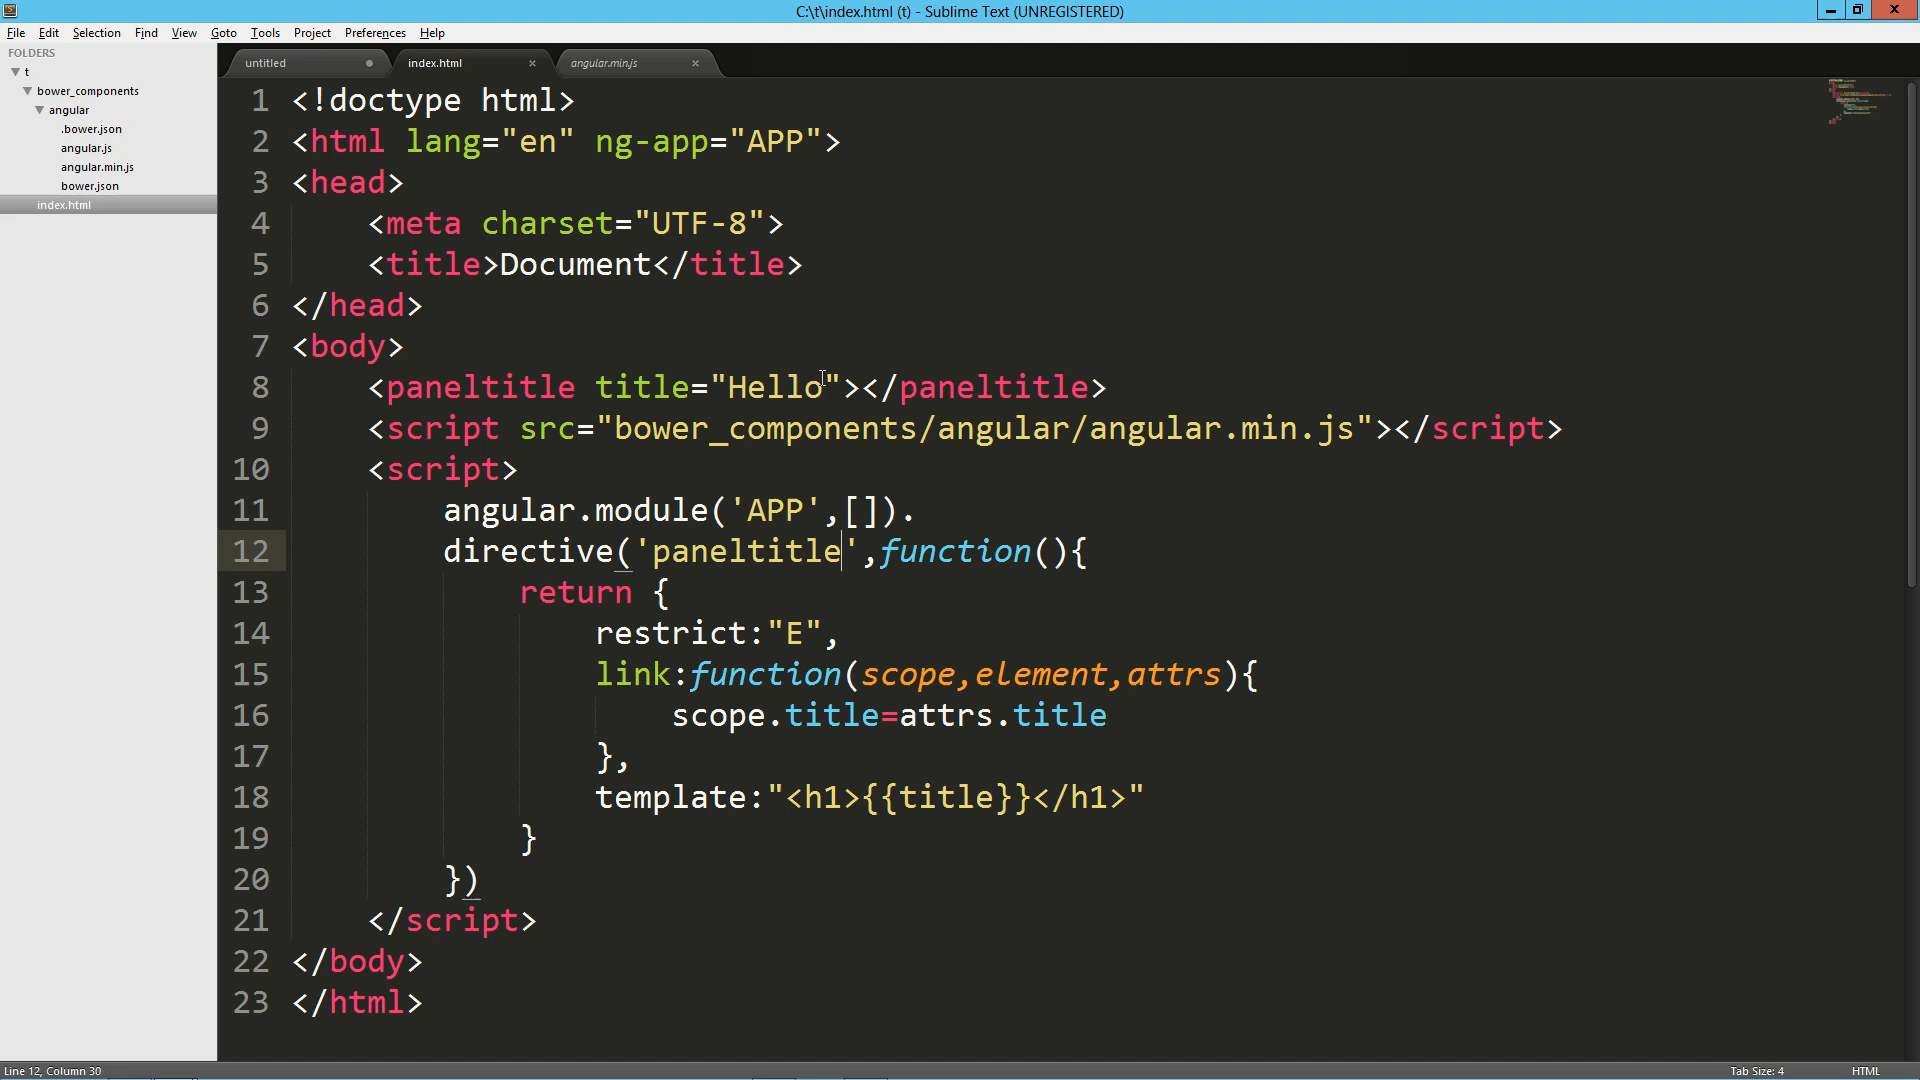 C:\t\index.html (t) - Sublime Text (UNREGISTERED)
File Edit Selection Find View Goto Tools Project Preferences Help
FOLDERS
t
bower_components
angular
.bower.json
angular.js
angular.min.js
bower.json
index.html
untitled index.html angular.min.js
1 <!doctype html>
2 <html lang="en" ng-app="APP">
3 <head>
4 <meta charset="UTF-8">
5 <title>Document</title>
6 </head>
7 <body>
8 <paneltitle title="Hello"></paneltitle>
9 <script src="bower_components/angular/angular.min.js"></script>
10 <script>
11 angular.module('APP',[]).
12 directive('paneltitle',function(){
13 return {
14 restrict:"E",
15 link:function(scope,element,attrs){
16 scope.title=attrs.title
17 },
18 template:"<h1>{{title}}</h1>"
19 }
20 })
21 </script>
22 </body>
23 </html>
Line 12, Column 30 Tab Size: 4 HTML